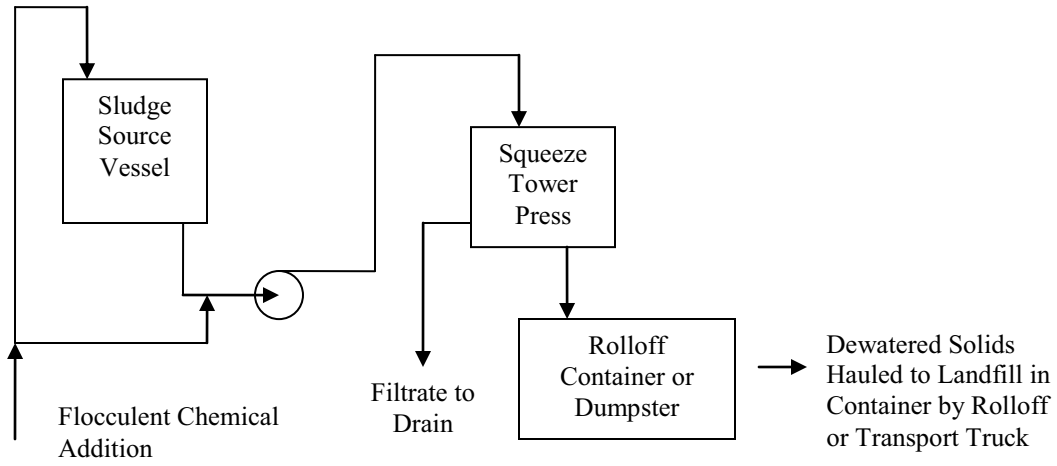 Sludge
Source
Vessel
Squeeze
Tower
Press
Rolloff
Container or
Dumpster
Dewatered Solids
Hauled to Landfill in
Container by Rolloff
or Transport Truck
Filtrate to
Drain
Flocculent Chemical
Addition